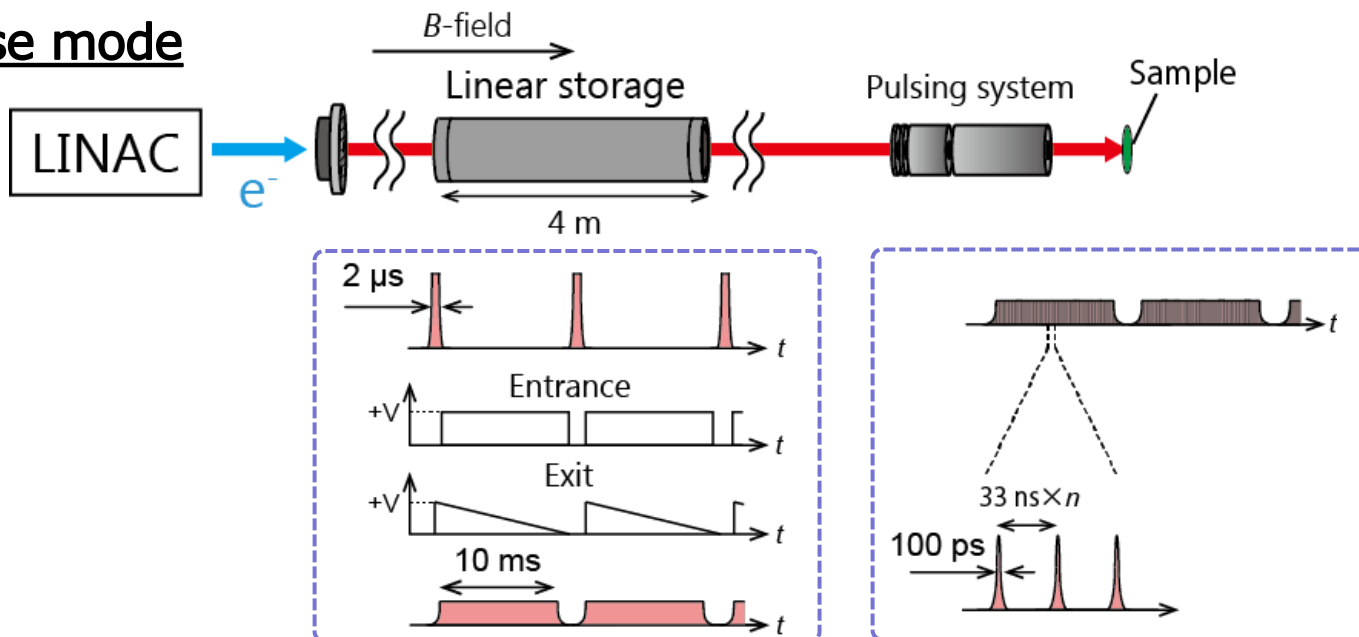 se mode
B-field
Linear storage
Pulsing system
Sample
LINAC
e⁻
4 m
2 µs
t
Entrance
+V
t
Exit
+V
t
10 ms
t
t
33 ns×n
100 ps